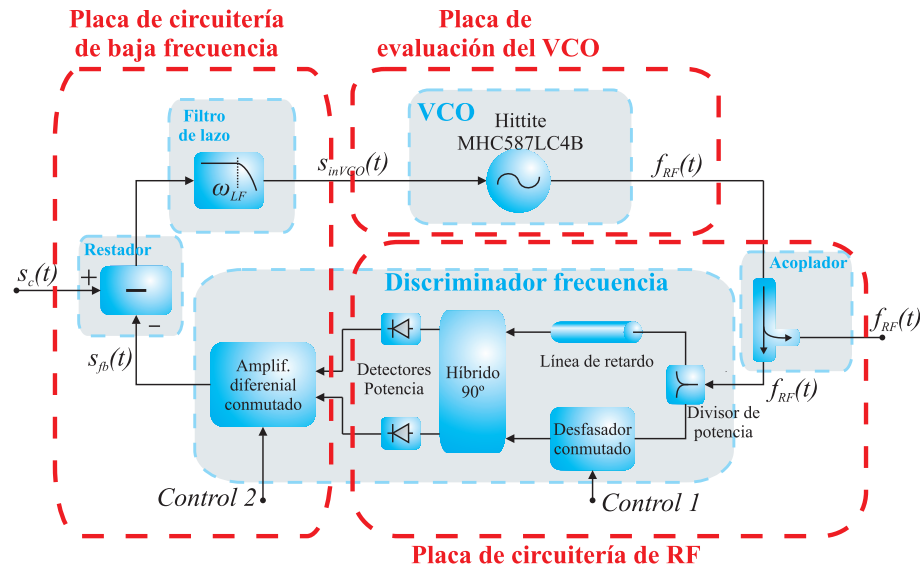 Placa de circuitería
de baja frecuencia
Placa de
evaluación del VCO
Filtro
de lazo
ω_LF
s_inVCO(t)
VCO
Hittite
MHC587LC4B
f_RF(t)
Restador
s_c(t)
+
−
−
s_fb(t)
Acoplador
f_RF(t)
f_RF(t)
Discriminador frecuencia
Amplif.
diferenial
conmutado
Detectores
Potencia
Híbrido
90º
Línea de retardo
Desfasador
conmutado
Divisor de
potencia
Control 2
Control 1
Placa de circuitería de RF